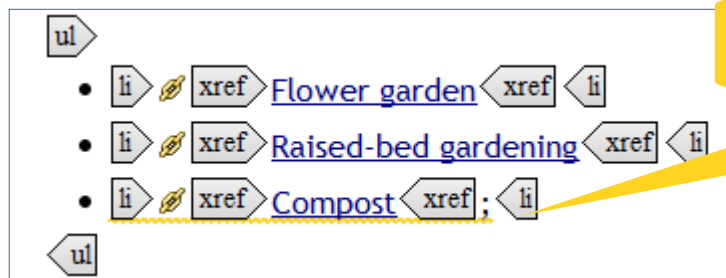 ul
li xref Flower garden xref li
li xref Raised-bed gardening xref li
li xref Compost xref ; li
ul